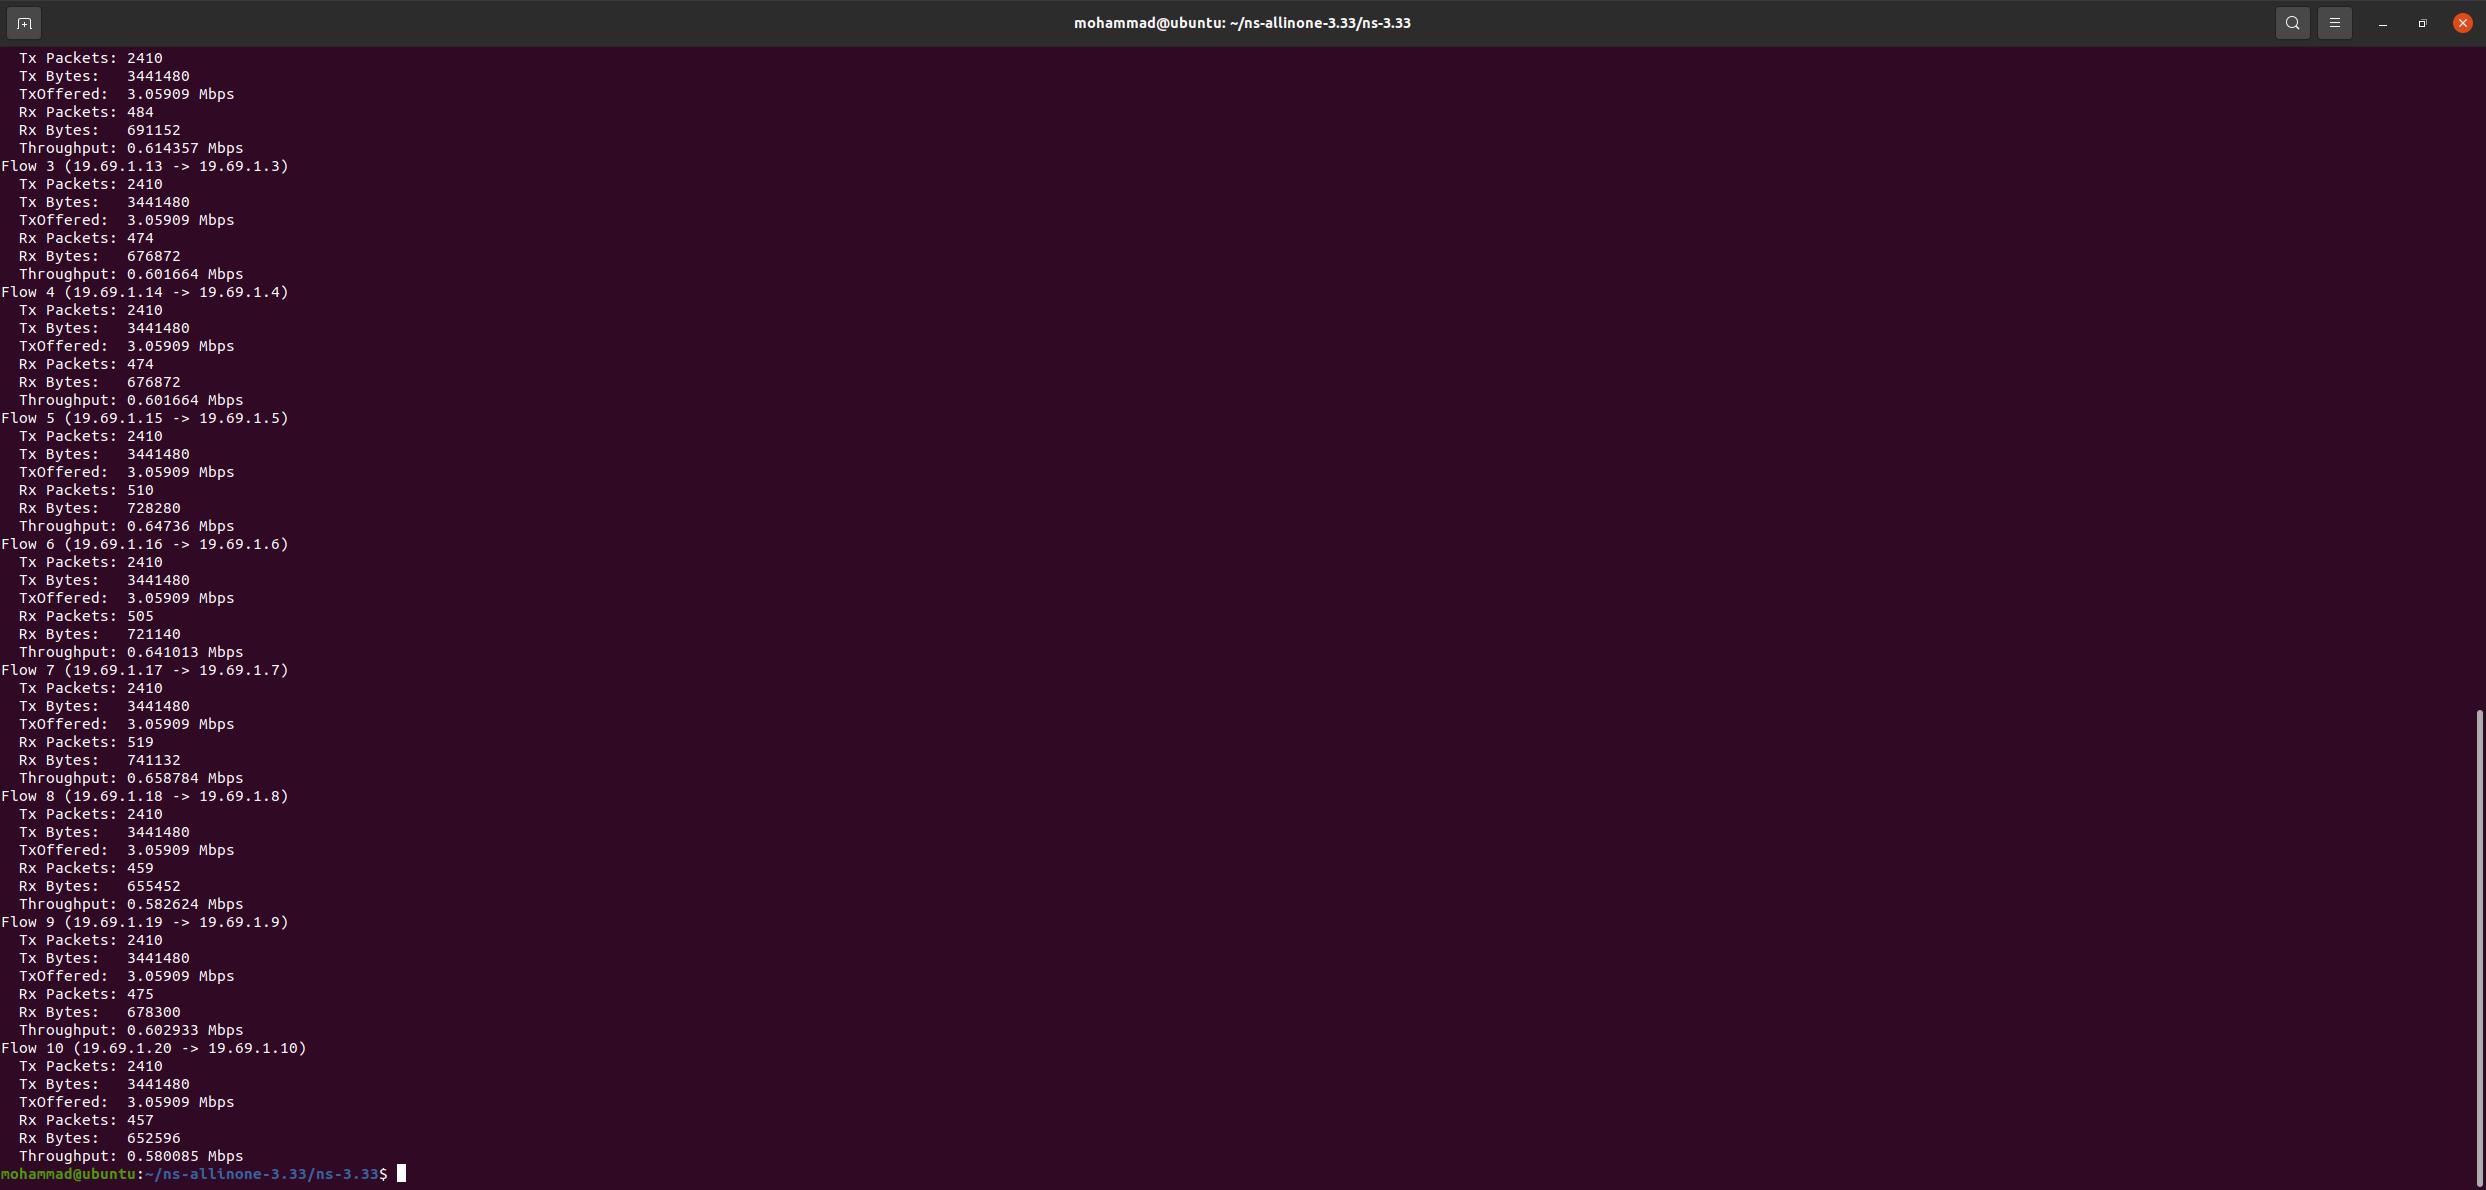 mohammad@ubuntu: ~/ns-allinone-3.33/ns-3.33
Tx Packets: 2410
Tx Bytes:   3441480
TxOffered:  3.05909 Mbps
Rx Packets: 484
Rx Bytes:   691152
Throughput: 0.614357 Mbps
Flow 3 (19.69.1.13 -> 19.69.1.3)
Tx Packets: 2410
Tx Bytes:   3441480
TxOffered:  3.05909 Mbps
Rx Packets: 474
Rx Bytes:   676872
Throughput: 0.601664 Mbps
Flow 4 (19.69.1.14 -> 19.69.1.4)
Tx Packets: 2410
Tx Bytes:   3441480
TxOffered:  3.05909 Mbps
Rx Packets: 474
Rx Bytes:   676872
Throughput: 0.601664 Mbps
Flow 5 (19.69.1.15 -> 19.69.1.5)
Tx Packets: 2410
Tx Bytes:   3441480
TxOffered:  3.05909 Mbps
Rx Packets: 510
Rx Bytes:   728280
Throughput: 0.64736 Mbps
Flow 6 (19.69.1.16 -> 19.69.1.6)
Tx Packets: 2410
Tx Bytes:   3441480
TxOffered:  3.05909 Mbps
Rx Packets: 505
Rx Bytes:   721140
Throughput: 0.641013 Mbps
Flow 7 (19.69.1.17 -> 19.69.1.7)
Tx Packets: 2410
Tx Bytes:   3441480
TxOffered:  3.05909 Mbps
Rx Packets: 519
Rx Bytes:   741132
Throughput: 0.658784 Mbps
Flow 8 (19.69.1.18 -> 19.69.1.8)
Tx Packets: 2410
Tx Bytes:   3441480
TxOffered:  3.05909 Mbps
Rx Packets: 459
Rx Bytes:   655452
Throughput: 0.582624 Mbps
Flow 9 (19.69.1.19 -> 19.69.1.9)
Tx Packets: 2410
Tx Bytes:   3441480
TxOffered:  3.05909 Mbps
Rx Packets: 475
Rx Bytes:   678300
Throughput: 0.602933 Mbps
Flow 10 (19.69.1.20 -> 19.69.1.10)
Tx Packets: 2410
Tx Bytes:   3441480
TxOffered:  3.05909 Mbps
Rx Packets: 457
Rx Bytes:   652596
Throughput: 0.580085 Mbps
mohammad@ubuntu:~/ns-allinone-3.33/ns-3.33$